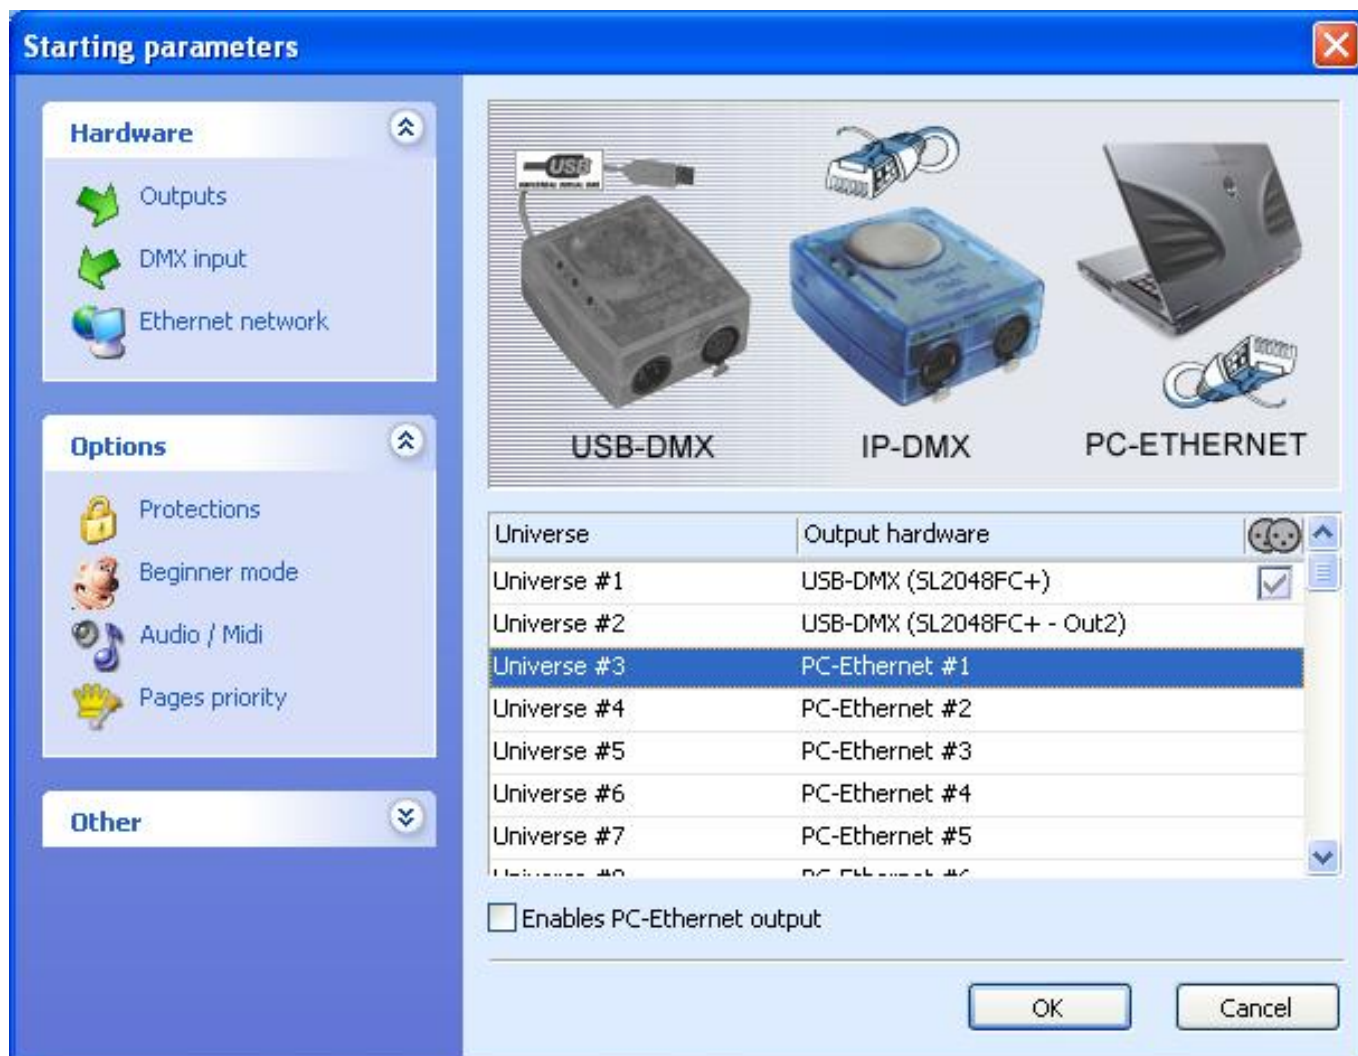 Starting parameters
Hardware
Outputs
DMX input
Ethernet network
Options
Protections
Beginner mode
Audio / Midi
Pages priority
Other
USB
USB-DMX
IP-DMX
PC-ETHERNET
Universe Output hardware
Universe #1 USB-DMX (SL2048FC+)
Universe #2 USB-DMX (SL2048FC+ - Out2)
Universe #3 PC-Ethernet #1
Universe #4 PC-Ethernet #2
Universe #5 PC-Ethernet #3
Universe #6 PC-Ethernet #4
Universe #7 PC-Ethernet #5
Enables PC-Ethernet output
OK
Cancel